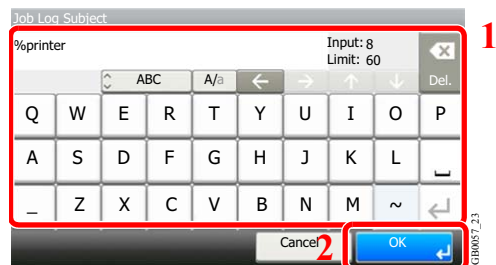 Job Log Subject
1
%printer
Input: 8
Limit: 60
ABC
A/a
← → ↑ ↓
Del.
Q W E R T Y U I O P
A S D F G H J K L
_ Z X C V B N M ~
Cancel
2
OK
GB0057_23